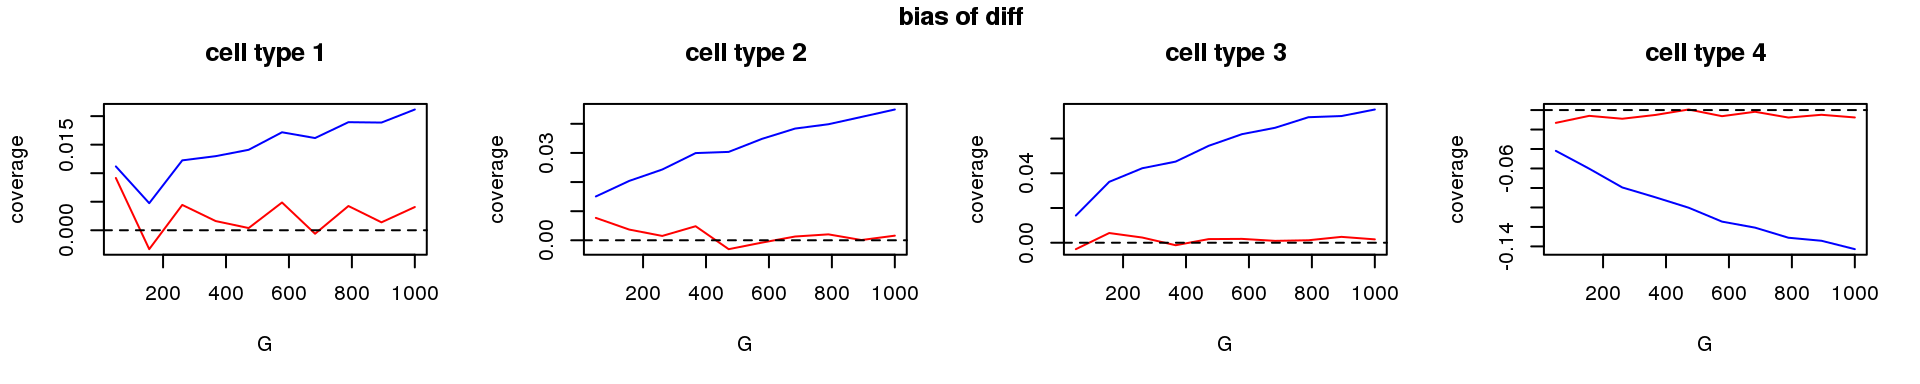 bias of diff
cell type 1
coverage
0.015
0.000
200 400 600 800 1000
G
cell type 2
coverage
0.03
0.00
200 400 600 800 1000
G
cell type 3
coverage
0.04
0.00
200 400 600 800 1000
G
cell type 4
coverage
-0.06
-0.14
200 400 600 800 1000
G